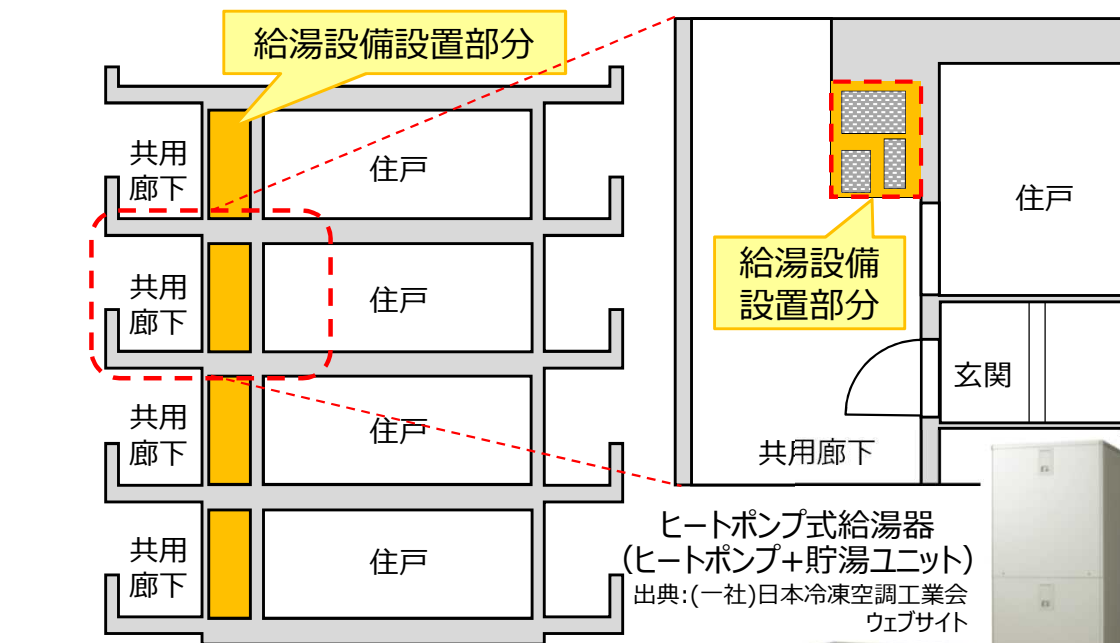 給湯設備設置部分
共用
廊下
住戸
共用
廊下
住戸
共用
廊下
住戸
共用
廊下
住戸
住戸
給湯設備
設置部分
玄関
共用廊下
ヒートポンプ式給湯器
(ヒートポンプ+貯湯ユニット)
出典:(一社)日本冷凍空調工業会
ウェブサイト